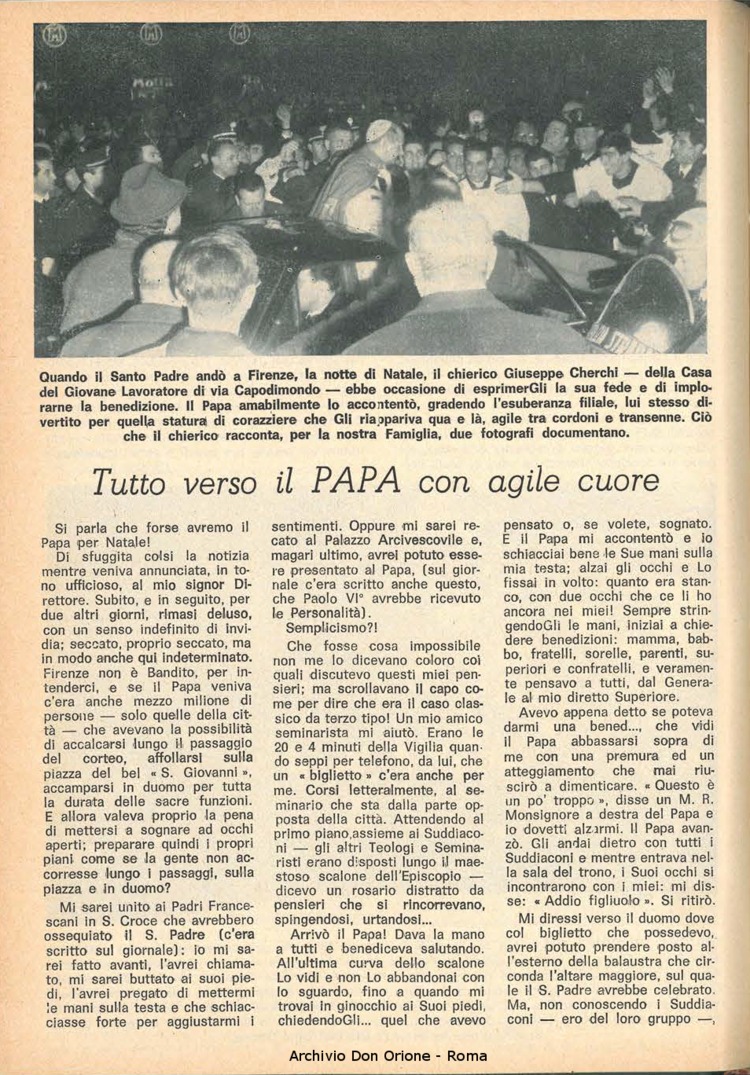 Motta
Quando il Santo Padre andò a Firenze, la notte di Natale, il chierico Giuseppe Cherchi — della Casa
del Giovane Lavoratore di via Capodimondo — ebbe occasione di esprimerGli la sua fede e di implo-
rarne la benedizione. Il Papa amabilmente lo accontentò, gradendo l'esuberanza filiale, lui stesso di-
vertito per quella statura di corazziere che Gli riappariva qua e là, agile tra cordoni e transenne. Ciò
che il chierico racconta, per la nostra Famiglia, due fotografi documentano.
Tutto verso il PAPA con agile cuore
Si parla che forse avremo il
Papa per Natale!
Di sfuggita colsi la notizia
mentre veniva annunciata, in to-
no ufficioso, al mio signor Di-
rettore. Subito, e in seguito, per
due altri giorni, rimasi deluso,
con un senso indefinito di invi-
dia; seccato, proprio seccato, ma
in modo anche qui indeterminato.
Firenze non è Bandito, per in-
tenderci, e se il Papa veniva
c'era anche mezzo milione di
persone — solo quelle della cit-
tà — che avevano la possibilità
di accalcarsi lungo il passaggio
del corteo, affollarsi sulla
piazza del bel « S. Giovanni »,
accamparsi in duomo per tutta
la durata delle sacre funzioni.
E allora valeva proprio la pena
di mettersi a sognare ad occhi
aperti; preparare quindi i propri
piani come se la gente non ac-
corresse lungo i passaggi, sulla
piazza e in duomo?
Mi sarei unito ai Padri France-
scani in S. Croce che avrebbero
ossequiato il S. Padre (c'era
scritto sul giornale): io mi sa-
rei fatto avanti, l'avrei chiama-
to, mi sarei buttato ai suoi pie-
di, l'avrei pregato di mettermi
le mani sulla testa e che schiac-
ciasse forte per aggiustarmi i
sentimenti. Oppure mi sarei re-
cato al Palazzo Arcivescovile e,
magari ultimo, avrei potuto esse-
re presentato al Papa, (sul gior-
nale c'era scritto anche questo,
che Paolo VI° avrebbe ricevuto
le Personalità).
Semplicismo?!
Che fosse cosa impossibile
non me lo dicevano coloro coi
quali discutevo questi miei pen-
sieri; ma scrollavano il capo co-
me per dire che era il caso clas-
sico da terzo tipo! Un mio amico
seminarista mi aiutò. Erano le
20 e 4 minuti della Vigilia quan-
do seppi per telefono, da lui, che
un « biglietto » c'era anche per
me. Corsi letteralmente, al se-
minario che sta dalla parte op-
posta della città. Attendendo al
primo piano,assieme ai Suddiaco-
ni — gli altri Teologi e Semina-
risti erano disposti lungo il mae-
stoso scalone dell'Episcopio —
dicevo un rosario distratto da
pensieri che si rincorrevano,
spingendosi, urtandosi...
Arrivò il Papa! Dava la mano
a tutti e benediceva salutando.
All'ultima curva dello scalone
Lo vidi e non Lo abbandonai con
lo sguardo, fino a quando mi
trovai in ginocchio ai Suoi piedi,
chiedendoGli... quel che avevo
pensato o, se volete, sognato.
E il Papa mi accontentò e io
schiacciai bene le Sue mani sulla
mia testa; alzai gli occhi e Lo
fissai in volto: quanto era stan-
co, con due occhi che ce li ho
ancora nei miei! Sempre strin-
gendoGli le mani, iniziai a chie-
dere benedizioni: mamma, bab-
bo, fratelli, sorelle, parenti, su-
periori e confratelli, e veramen-
te pensavo a tutti, dal Genera-
le al mio diretto Superiore.
Avevo appena detto se poteva
darmi una bened..., che vidi
il Papa abbassarsi sopra di
me con una premura ed un
atteggiamento che mai riu-
scirò a dimenticare. « Questo è
un po' troppo », disse un M. R.
Monsignore a destra del Papa e
io dovetti alzarmi. Il Papa avan-
zò. Gli andai dietro con tutti i
Suddiaconi e mentre entrava nel-
la sala del trono, i Suoi occhi si
incontrarono con i miei: mi dis-
se: « Addio figliuolo ». Si ritirò.
Mi diressi verso il duomo dove
col biglietto che possedevo,
avrei potuto prendere posto al-
l'esterno della balaustra che cir-
conda l'altare maggiore, sul qua-
le il S. Padre avrebbe celebrato.
Ma, non conoscendo i Suddia-
coni — ero del loro gruppo —,
Archivio Don Orione - Roma